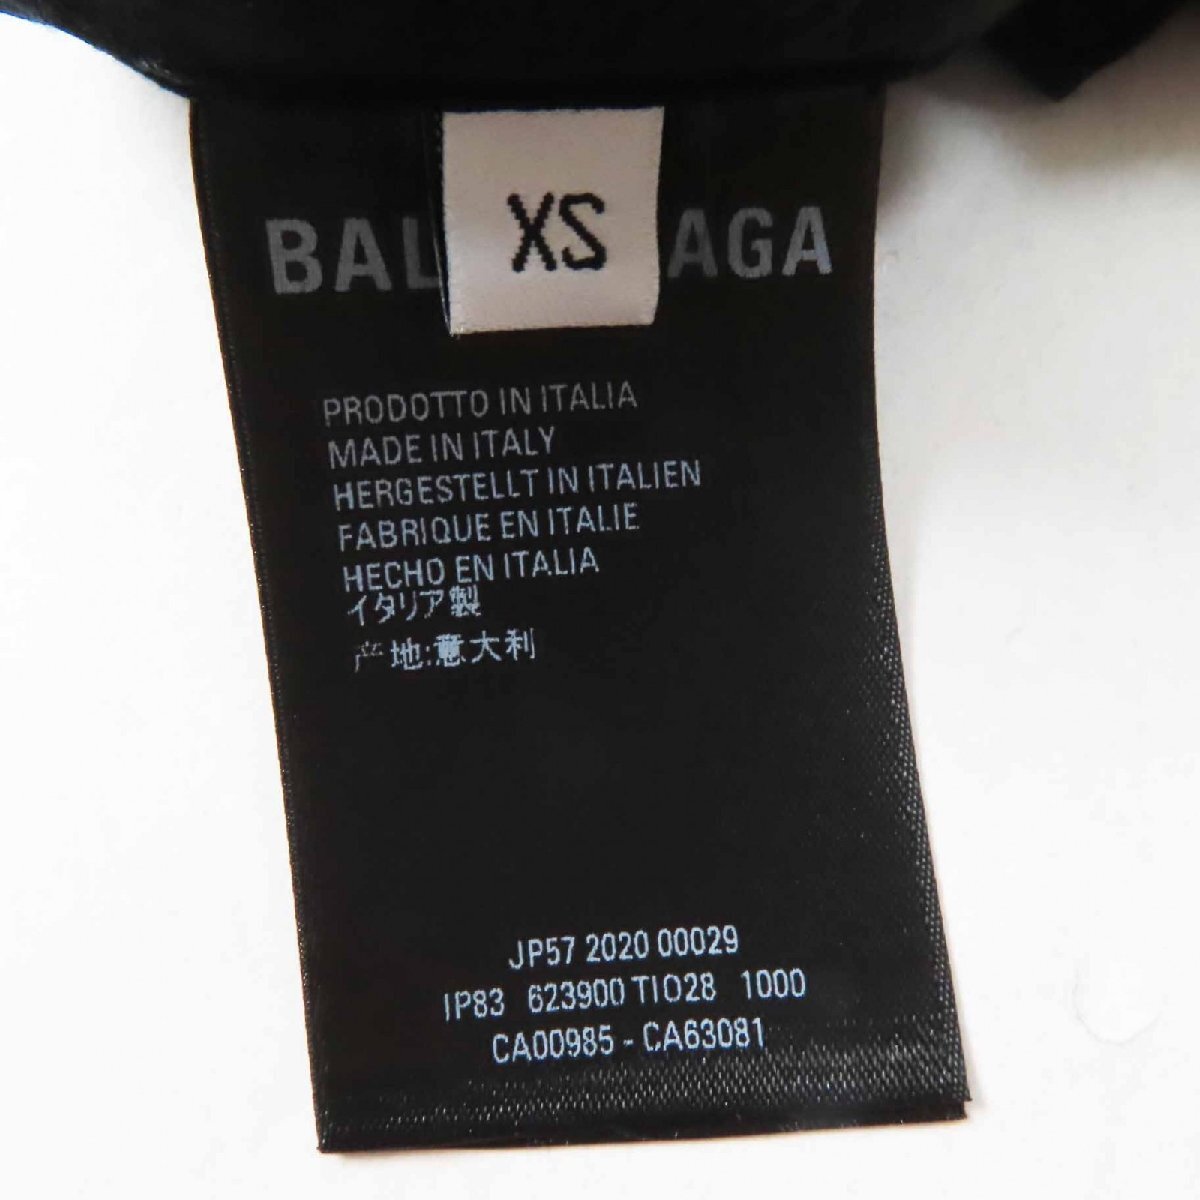 BAL AGA
XS
PRODOTTO IN ITALIA
MADE IN ITALY
HERGESTELLT IN ITALIEN
FABRIQUE EN ITALIE
HECHO EN ITALIA
イタリア製
产地:意大利
JP57 2020 00029
IP83 623900 TIO28 1000
CA00985 - CA63081